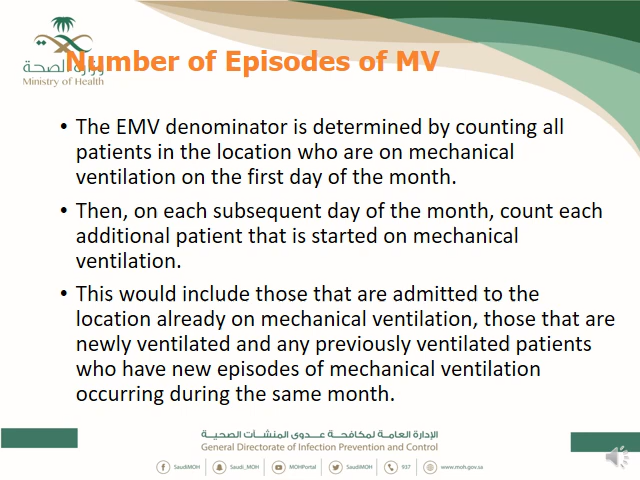 وزارة الصحة
Ministry of Health
Number of Episodes of MV
• The EMV denominator is determined by counting all
patients in the location who are on mechanical
ventilation on the first day of the month.
• Then, on each subsequent day of the month, count each
additional patient that is started on mechanical
ventilation.
• This would include those that are admitted to the
location already on mechanical ventilation, those that are
newly ventilated and any previously ventilated patients
who have new episodes of mechanical ventilation
occurring during the same month.
الإدارة العامة لمكافحة عدوى المنشآت الصحية
General Directorate of Infection Prevention and Control
SaudiMOH Saudi_MOH MOHPortal SaudiMOH 937 www.moh.gov.sa